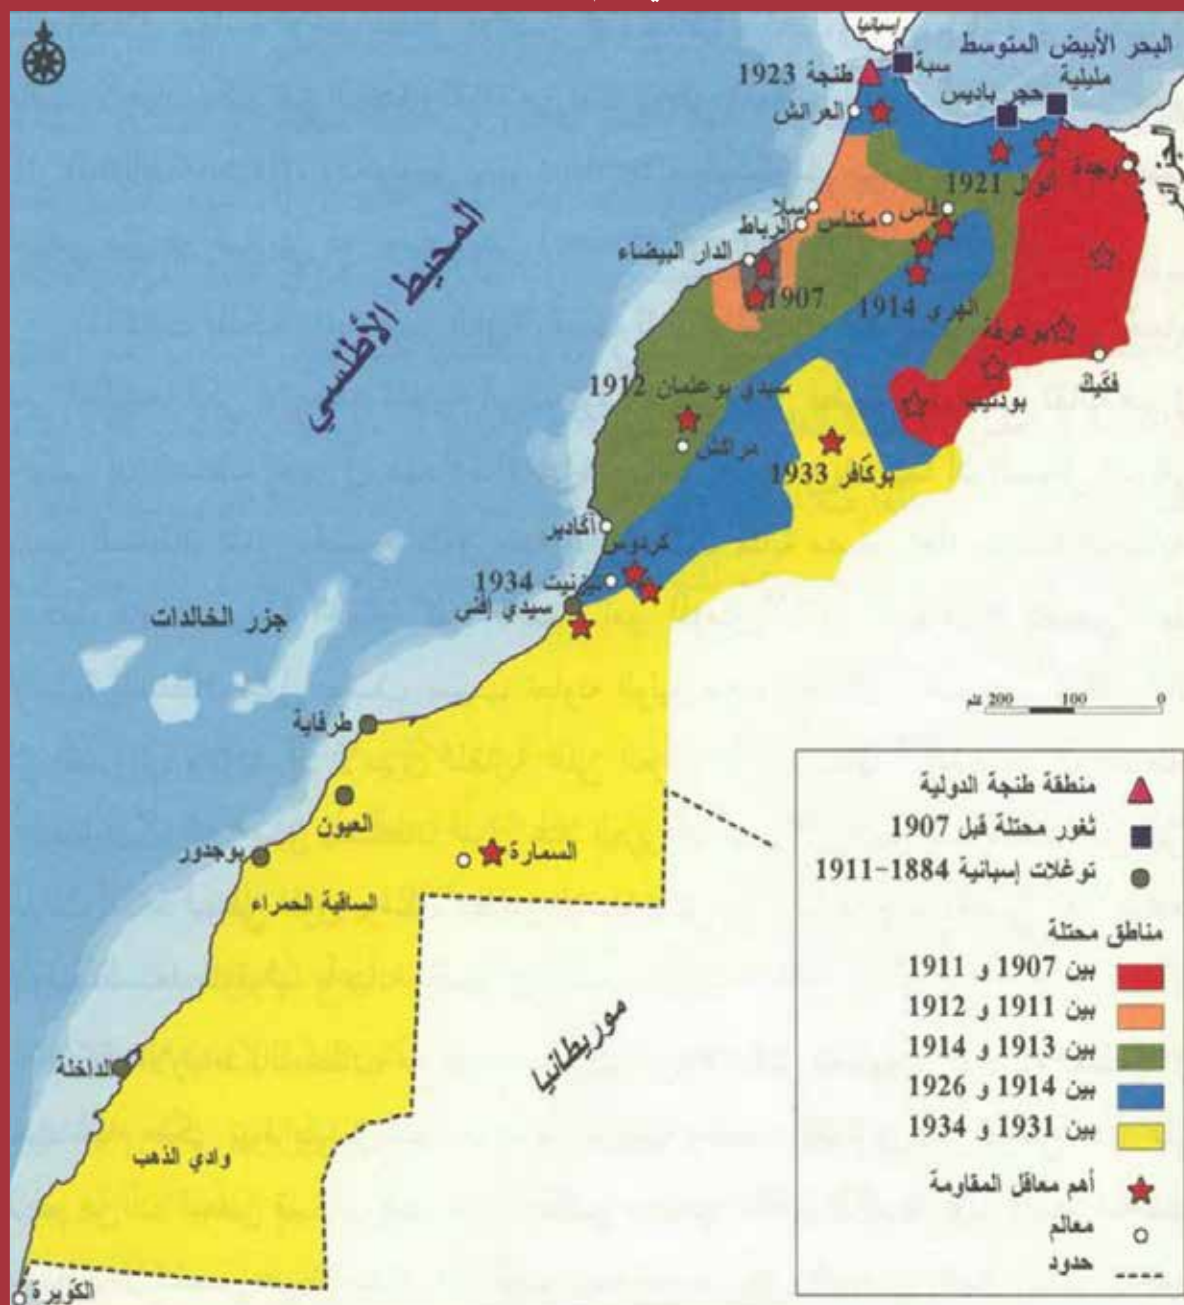 إسبانيا
البحر الأبيض المتوسط
سبتة
طنجة 1923
مليلية
حجر باديس
العرائش
الجزائر
وجدة
أنوال 1921
فاس
مكناس
سلا
الرباط
الدار البيضاء
1907
المحيط الأطلسي
الهري 1914
بوعرفة
فكيك
بودنيب
سيدي بوعثمان 1912
مراكش
بوكافر 1933
أكادير
كردوس
تيزنيت 1934
سيدي إفني
جزر الخالدات
طرفاية
العيون
بوجدور
السمارة
الساقية الحمراء
موريطانيا
الداخلة
وادي الذهب
الكويرة
0 100 200 كلم
منطقة طنجة الدولية
ثغور محتلة قبل 1907
توغلات إسبانية 1884-1911
مناطق محتلة
بين 1907 و 1911
بين 1911 و 1912
بين 1913 و 1914
بين 1914 و 1926
بين 1931 و 1934
أهم معاقل المقاومة
معالم
حدود